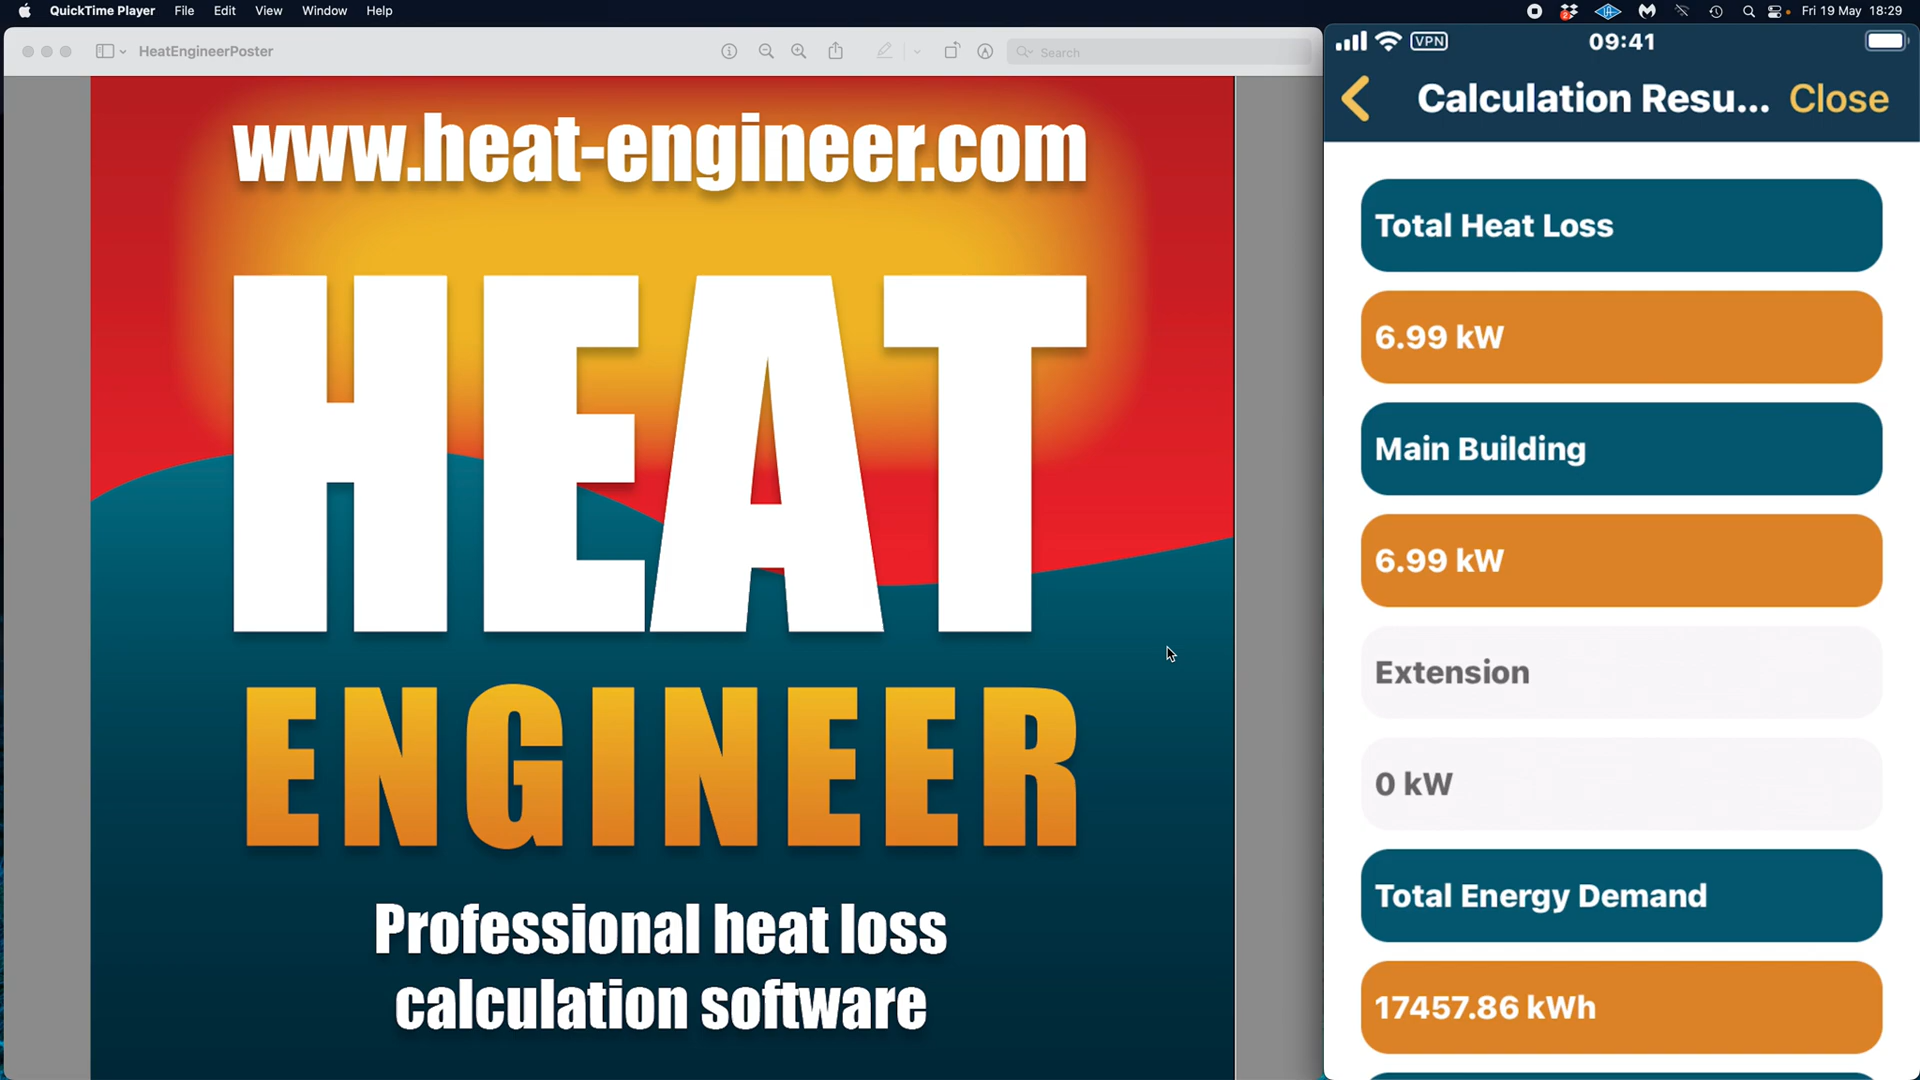 QuickTime Player File Edit View Window Help
Fri 19 May 18:29
HeatEngineerPoster
Search
www.heat-engineer.com
HEAT
ENGINEER
Professional heat loss
calculation software
VPN 09:41
Calculation Resu... Close
Total Heat Loss
6.99 kW
Main Building
6.99 kW
Extension
0 kW
Total Energy Demand
17457.86 kWh